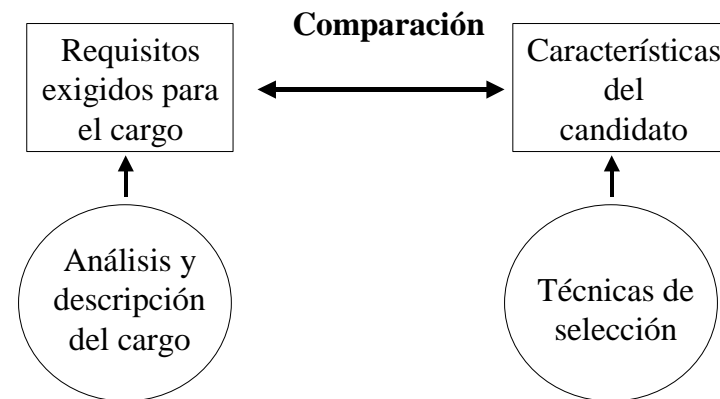 Comparación
Requisitos
exigidos para
el cargo
Características
del
candidato
Análisis y
descripción
del cargo
Técnicas de
selección